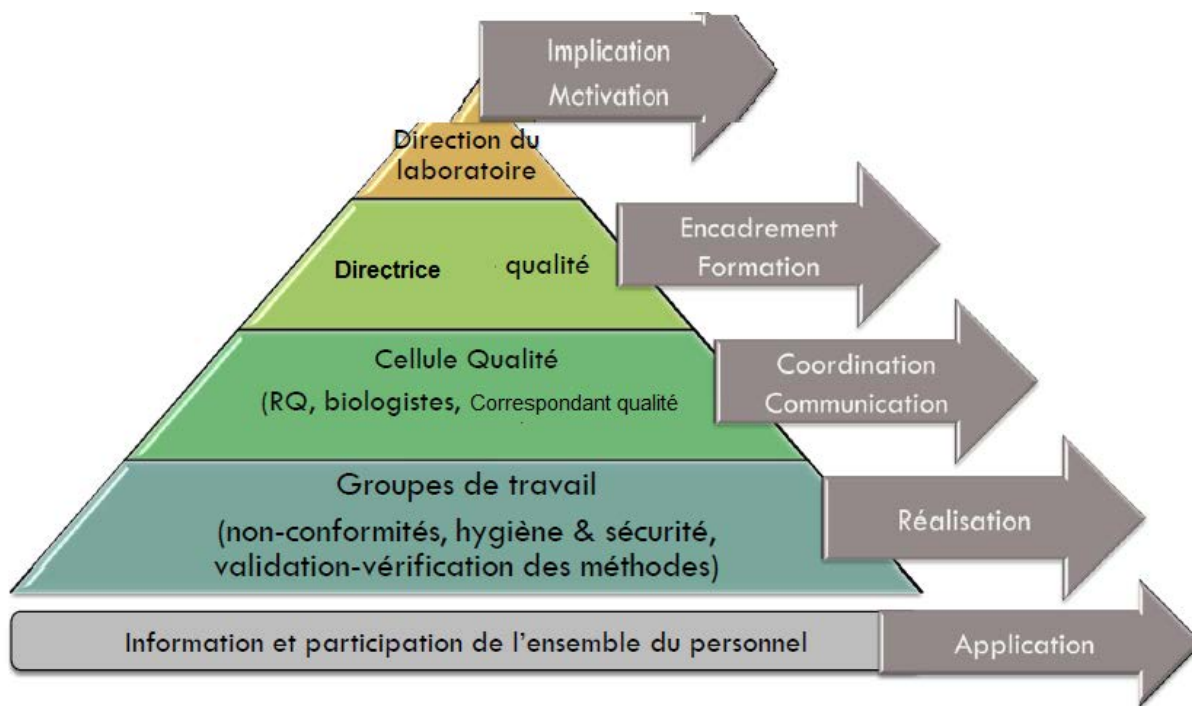 Implication
Motivation
Direction du
laboratoire
Encadrement
Formation
Directrice qualité
Coordination
Communication
Cellule Qualité
(RQ, biologistes, Correspondant qualité
Réalisation
Groupes de travail
(non-conformités, hygiène & sécurité,
validation-vérification des méthodes)
Information et participation de l'ensemble du personnel
Application